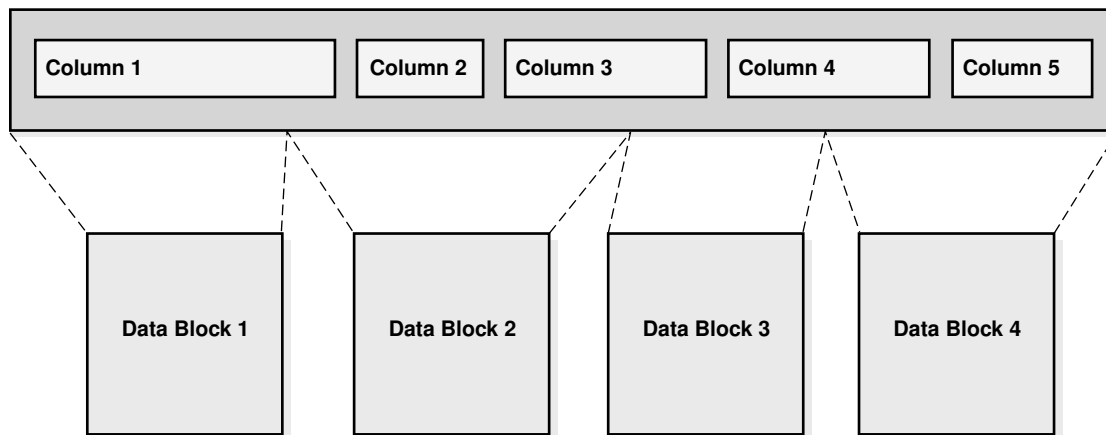 Column 1
Column 2
Column 3
Column 4
Column 5
Data Block 1
Data Block 2
Data Block 3
Data Block 4